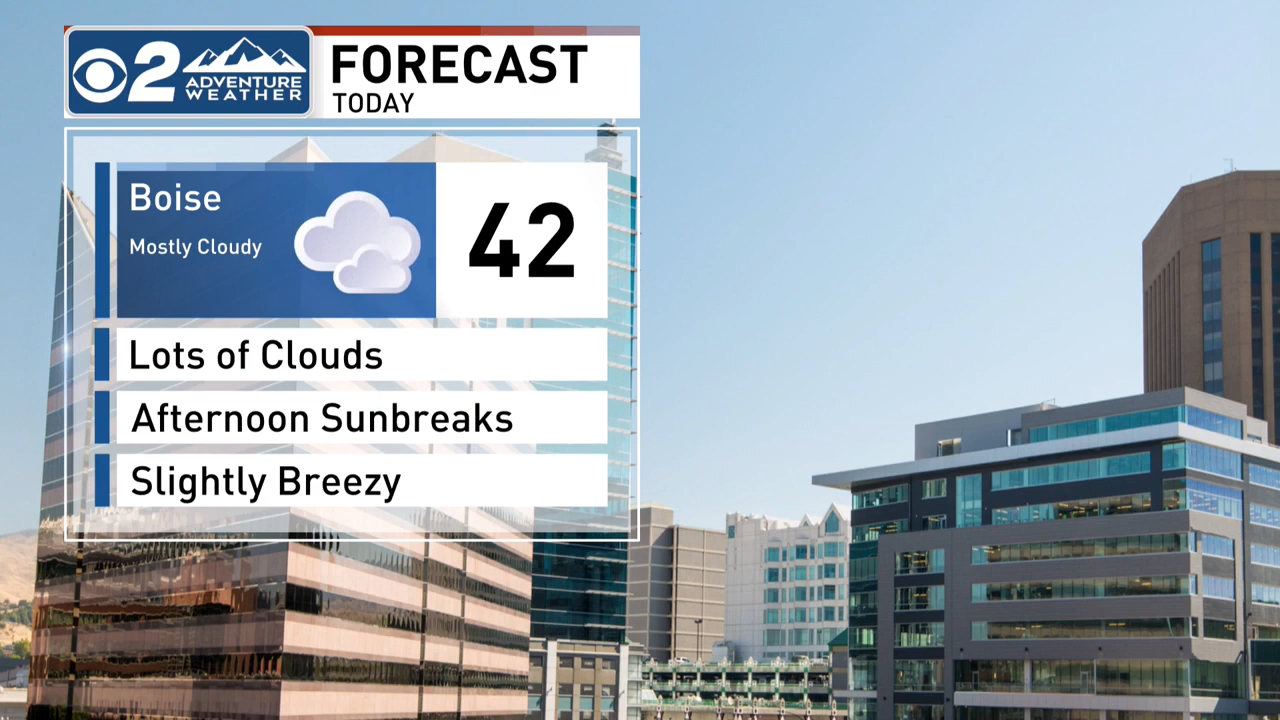 2 ADVENTURE
WEATHER
FORECAST
TODAY
Boise
Mostly Cloudy
42
Lots of Clouds
Afternoon Sunbreaks
Slightly Breezy